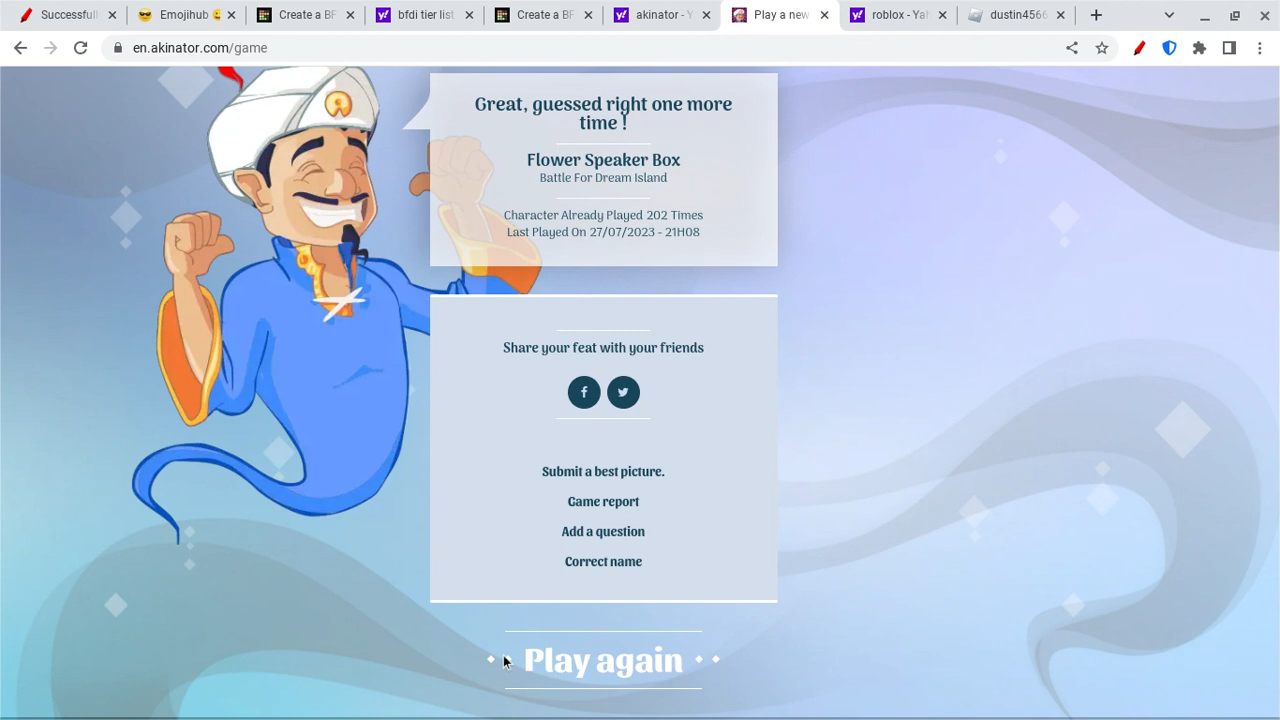 Successfull
Emojihub
Create a BF
bfdi tier list
Create a BF
akinator - Y
Play a new
roblox - Yah
dustin4566
en.akinator.com/game
Great, guessed right one more
time !
Flower Speaker Box
Battle For Dream Island
Character Already Played 202 Times
Last Played On 27/07/2023 - 21H08
Share your feat with your friends
Submit a best picture.
Game report
Add a question
Correct name
Play again